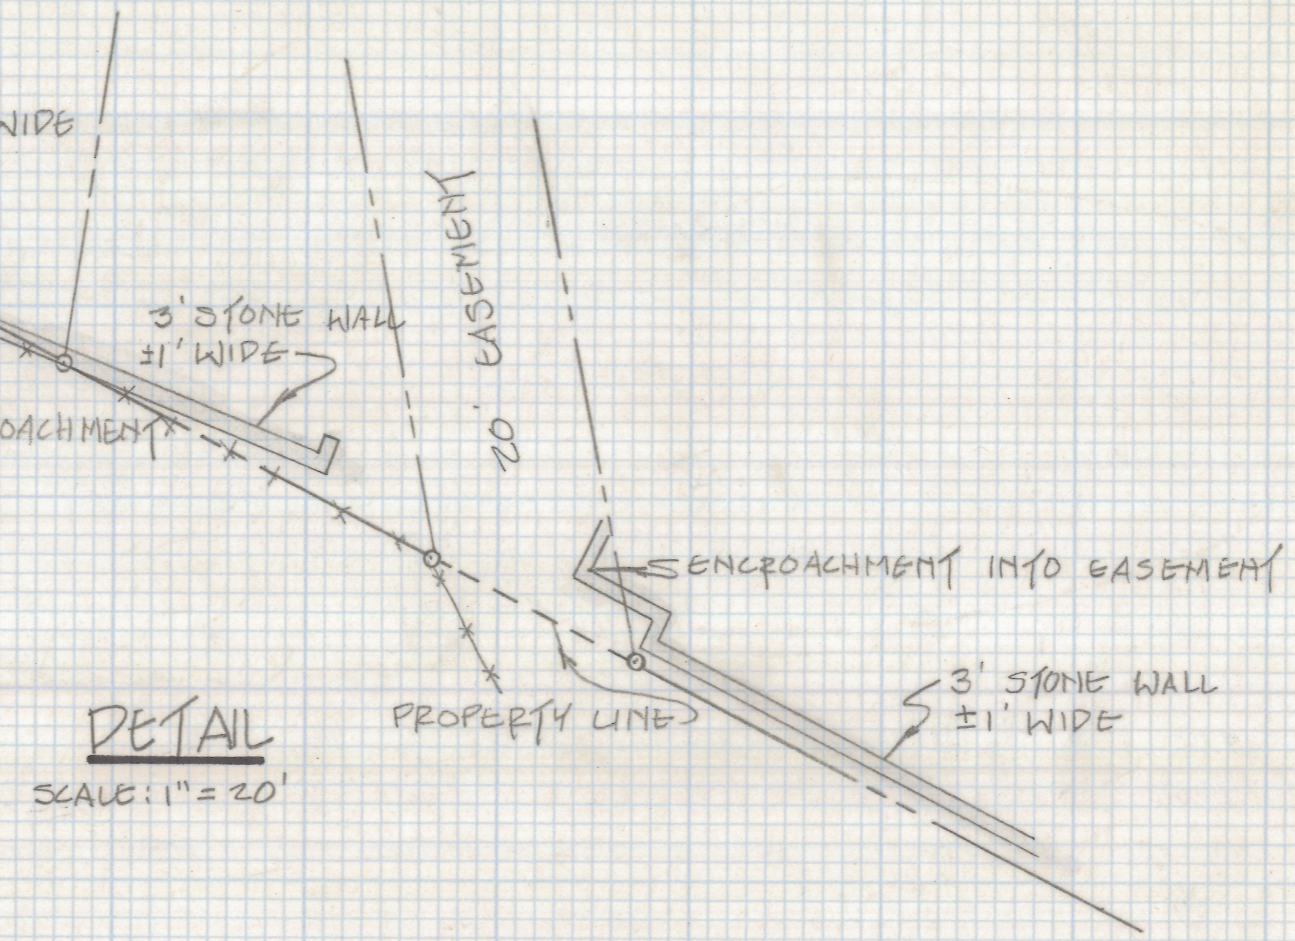 WIDE
3' STONE WALL
±1' WIDE
OACHMENT
20' EASEMENT
ENCROACHMENT INTO EASEMENT
3' STONE WALL
±1' WIDE
PROPERTY LINE
DETAIL
SCALE: 1" = 20'